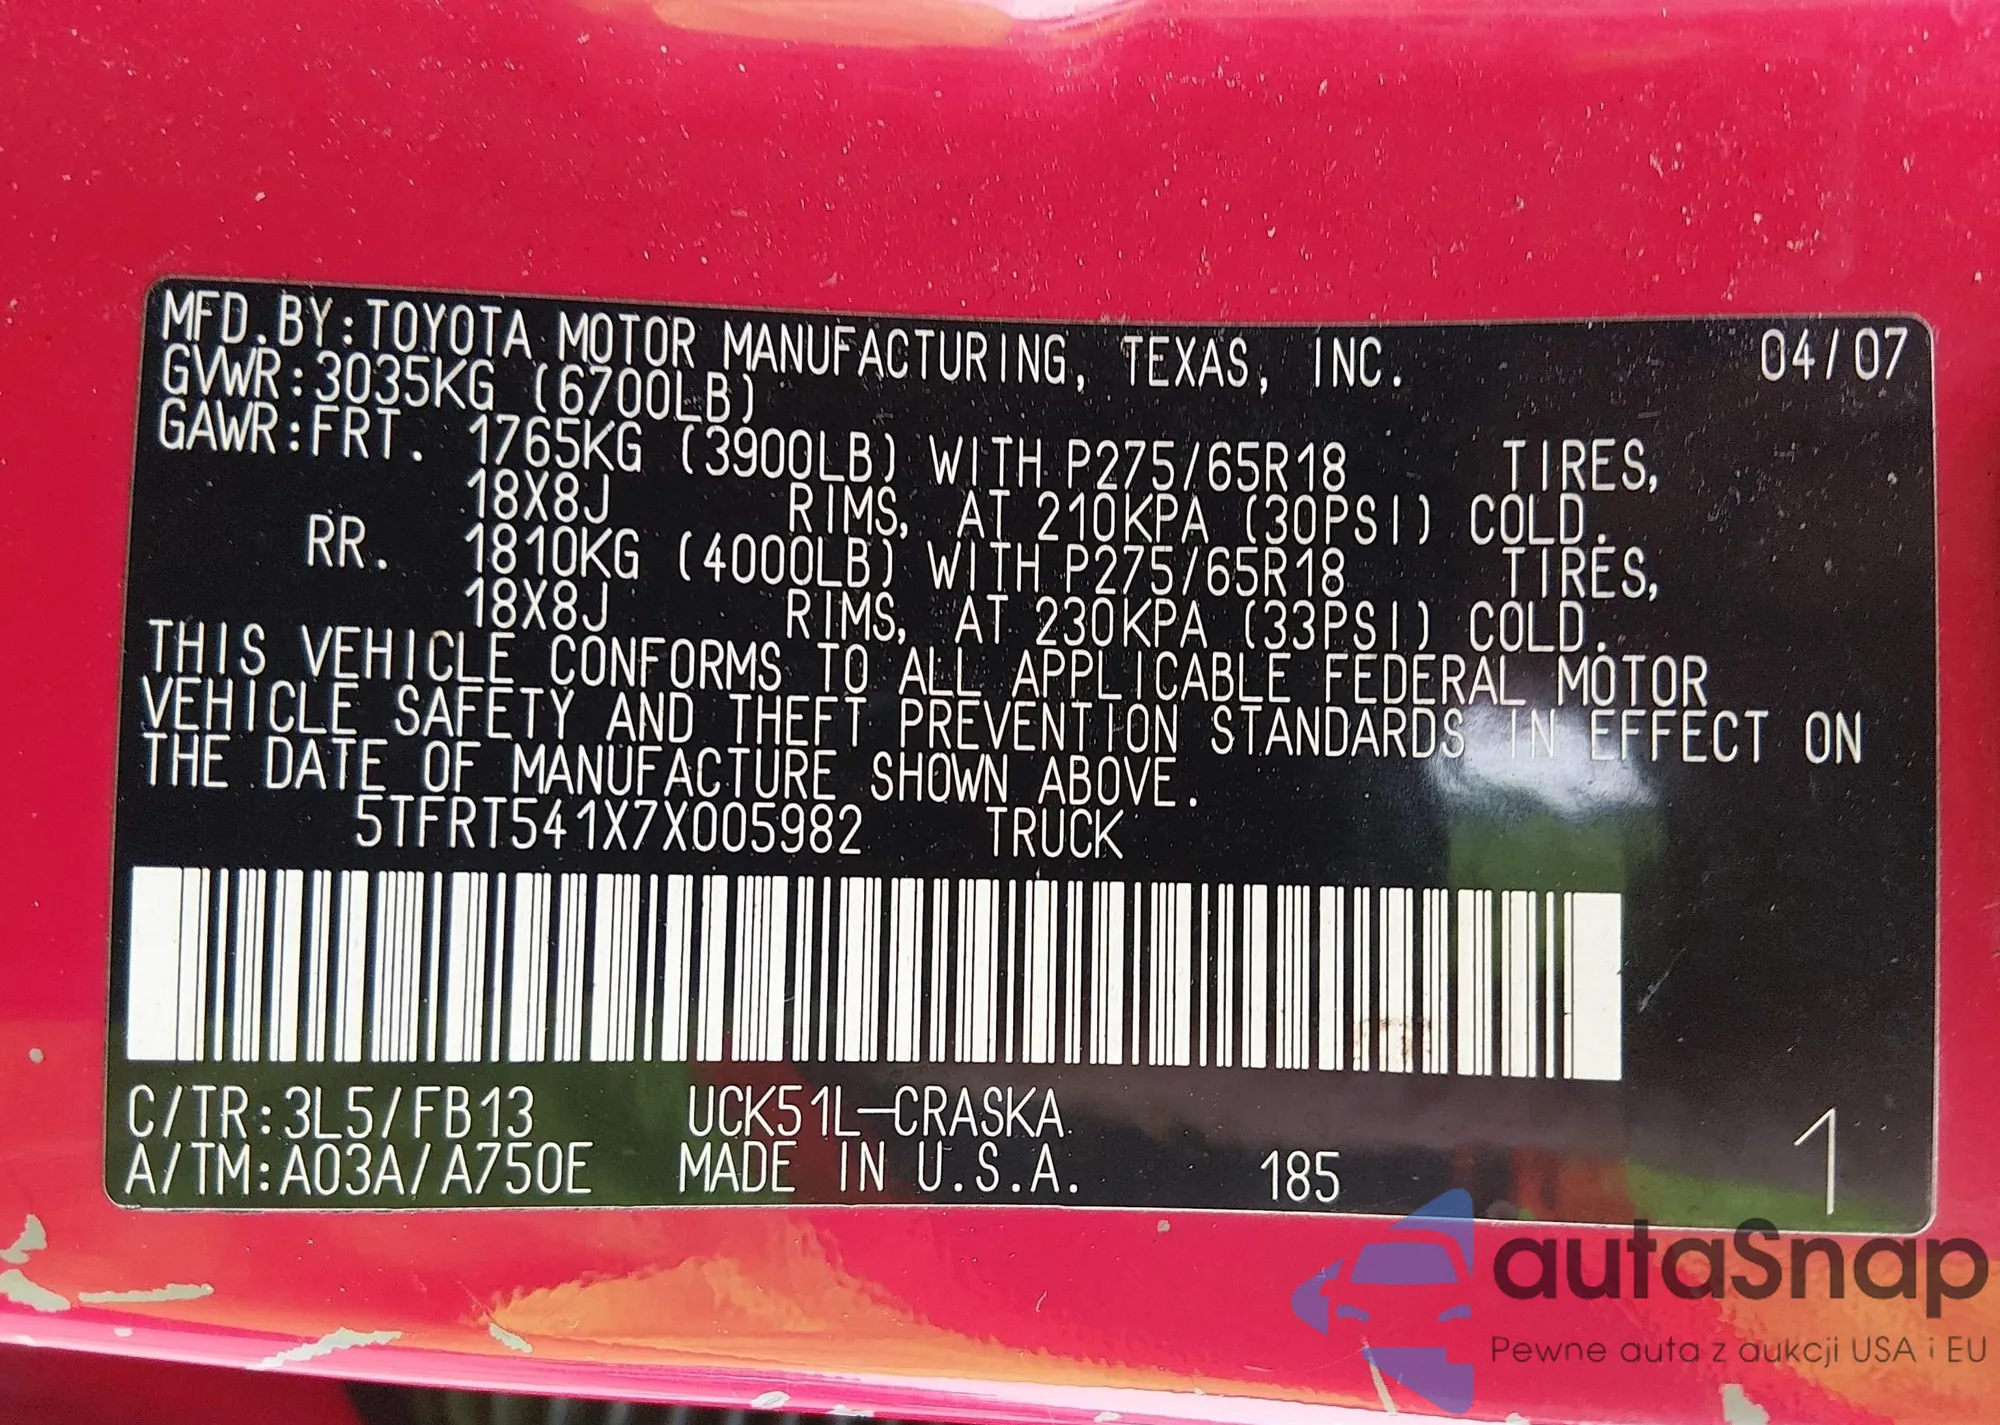 MFD.BY:TOYOTA MOTOR MANUFACTURING, TEXAS, INC. 04/07
GVWR:3035KG (6700LB)
GAWR:FRT. 1765KG (3900LB) WITH P275/65R18 TIRES,
18X8J RIMS, AT 210KPA (30PSI) COLD.
RR. 1810KG (4000LB) WITH P275/65R18 TIRES,
18X8J RIMS, AT 230KPA (33PSI) COLD.
THIS VEHICLE CONFORMS TO ALL APPLICABLE FEDERAL MOTOR
VEHICLE SAFETY AND THEFT PREVENTION STANDARDS IN EFFECT ON
THE DATE OF MANUFACTURE SHOWN ABOVE.
5TFRT541X7X005982 TRUCK
C/TR:3L5/FB13 UCK51L-CRASKA
A/TM:A03A/A750E MADE IN U.S.A. 185 1
autaSnap
Pewne auta z aukcji USA i EU